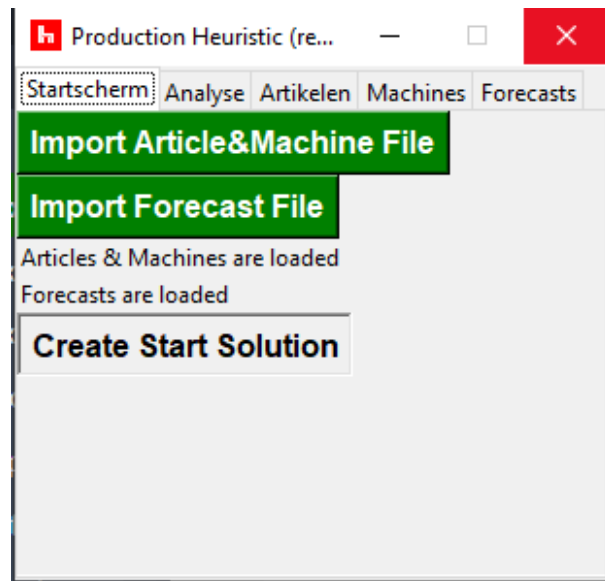 h Production Heuristic (re...
Startscherm Analyse Artikelen Machines Forecasts
Import Article&Machine File
Import Forecast File
Articles & Machines are loaded
Forecasts are loaded
Create Start Solution